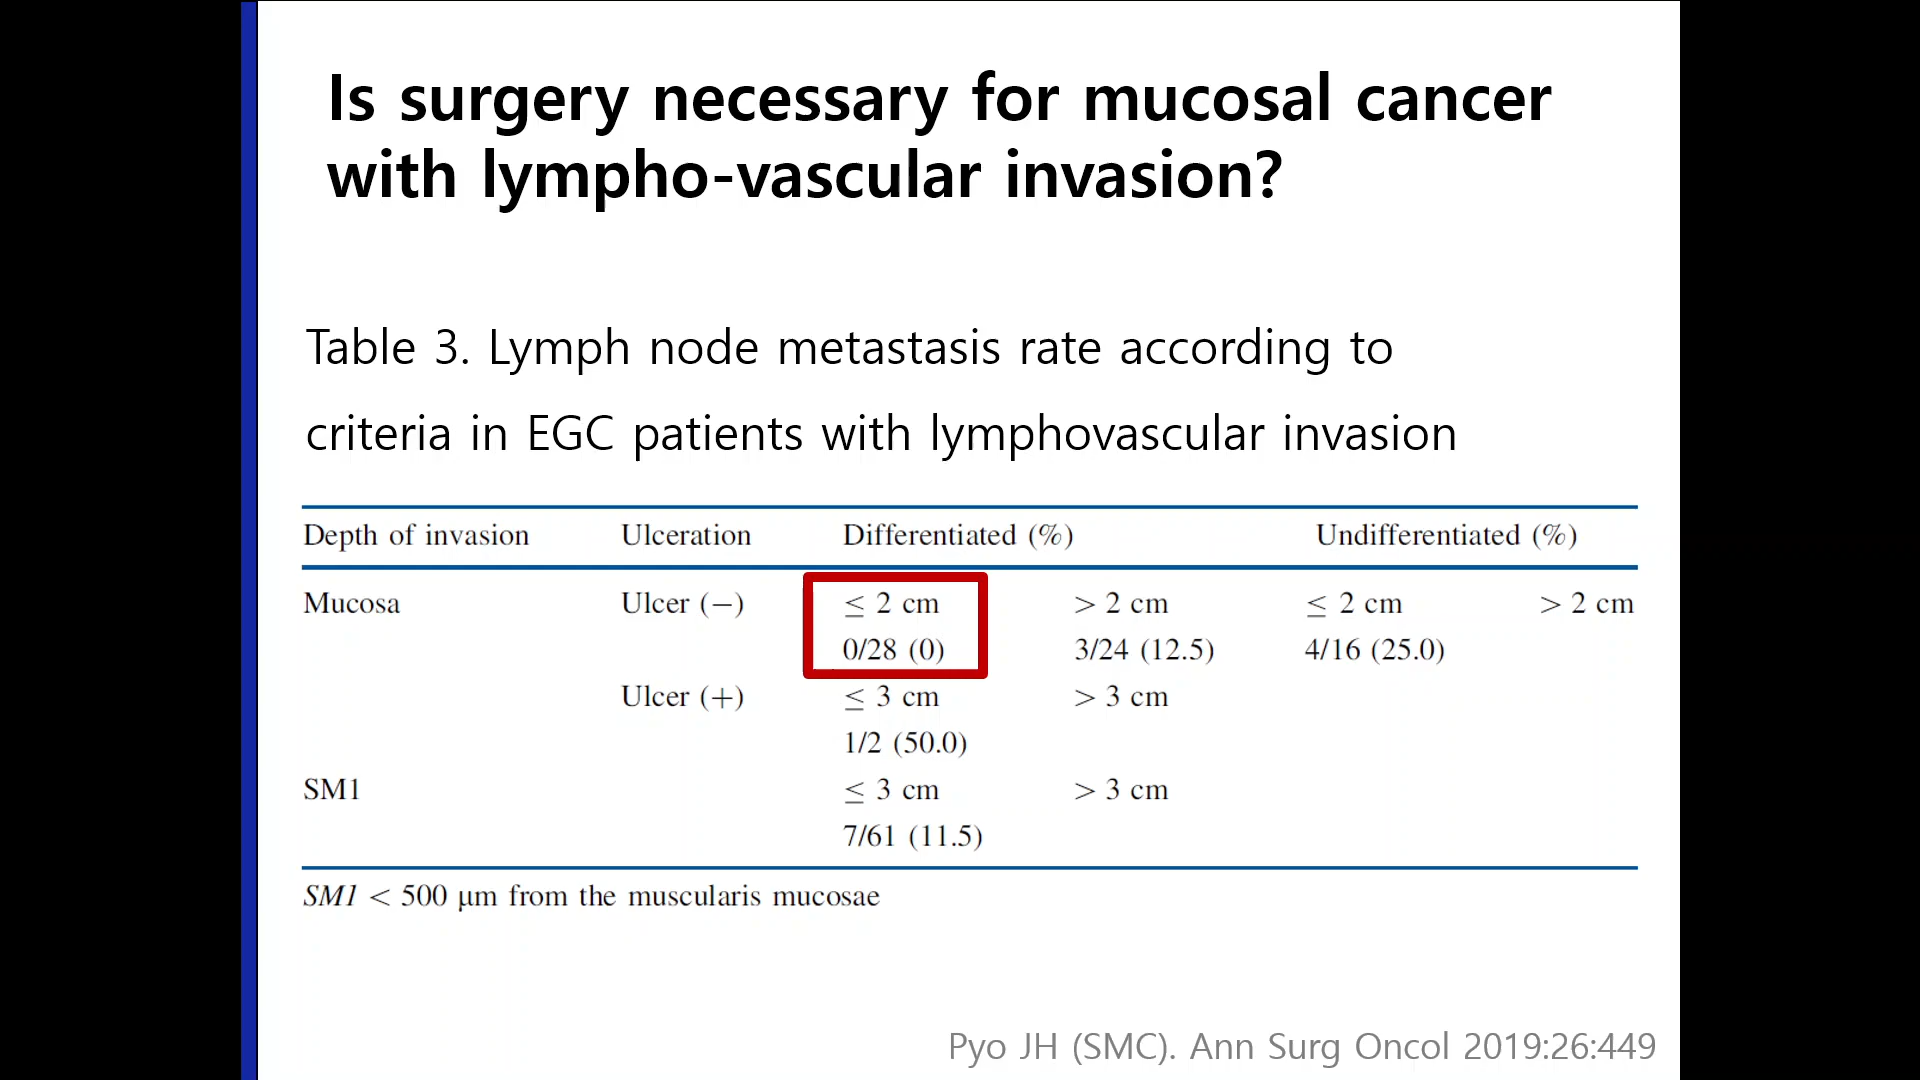 Is surgery necessary for mucosal cancer
with lympho-vascular invasion?
Table 3. Lymph node metastasis rate according to
criteria in EGC patients with lymphovascular invasion
Depth of invasion Ulceration Differentiated (%) Undifferentiated (%)
Mucosa Ulcer (−) ≤ 2 cm > 2 cm ≤ 2 cm > 2 cm
0/28 (0) 3/24 (12.5) 4/16 (25.0)
Ulcer (+) ≤ 3 cm > 3 cm
1/2 (50.0)
SM1 ≤ 3 cm > 3 cm
7/61 (11.5)
SM1 < 500 μm from the muscularis mucosae
Pyo JH (SMC). Ann Surg Oncol 2019:26:449